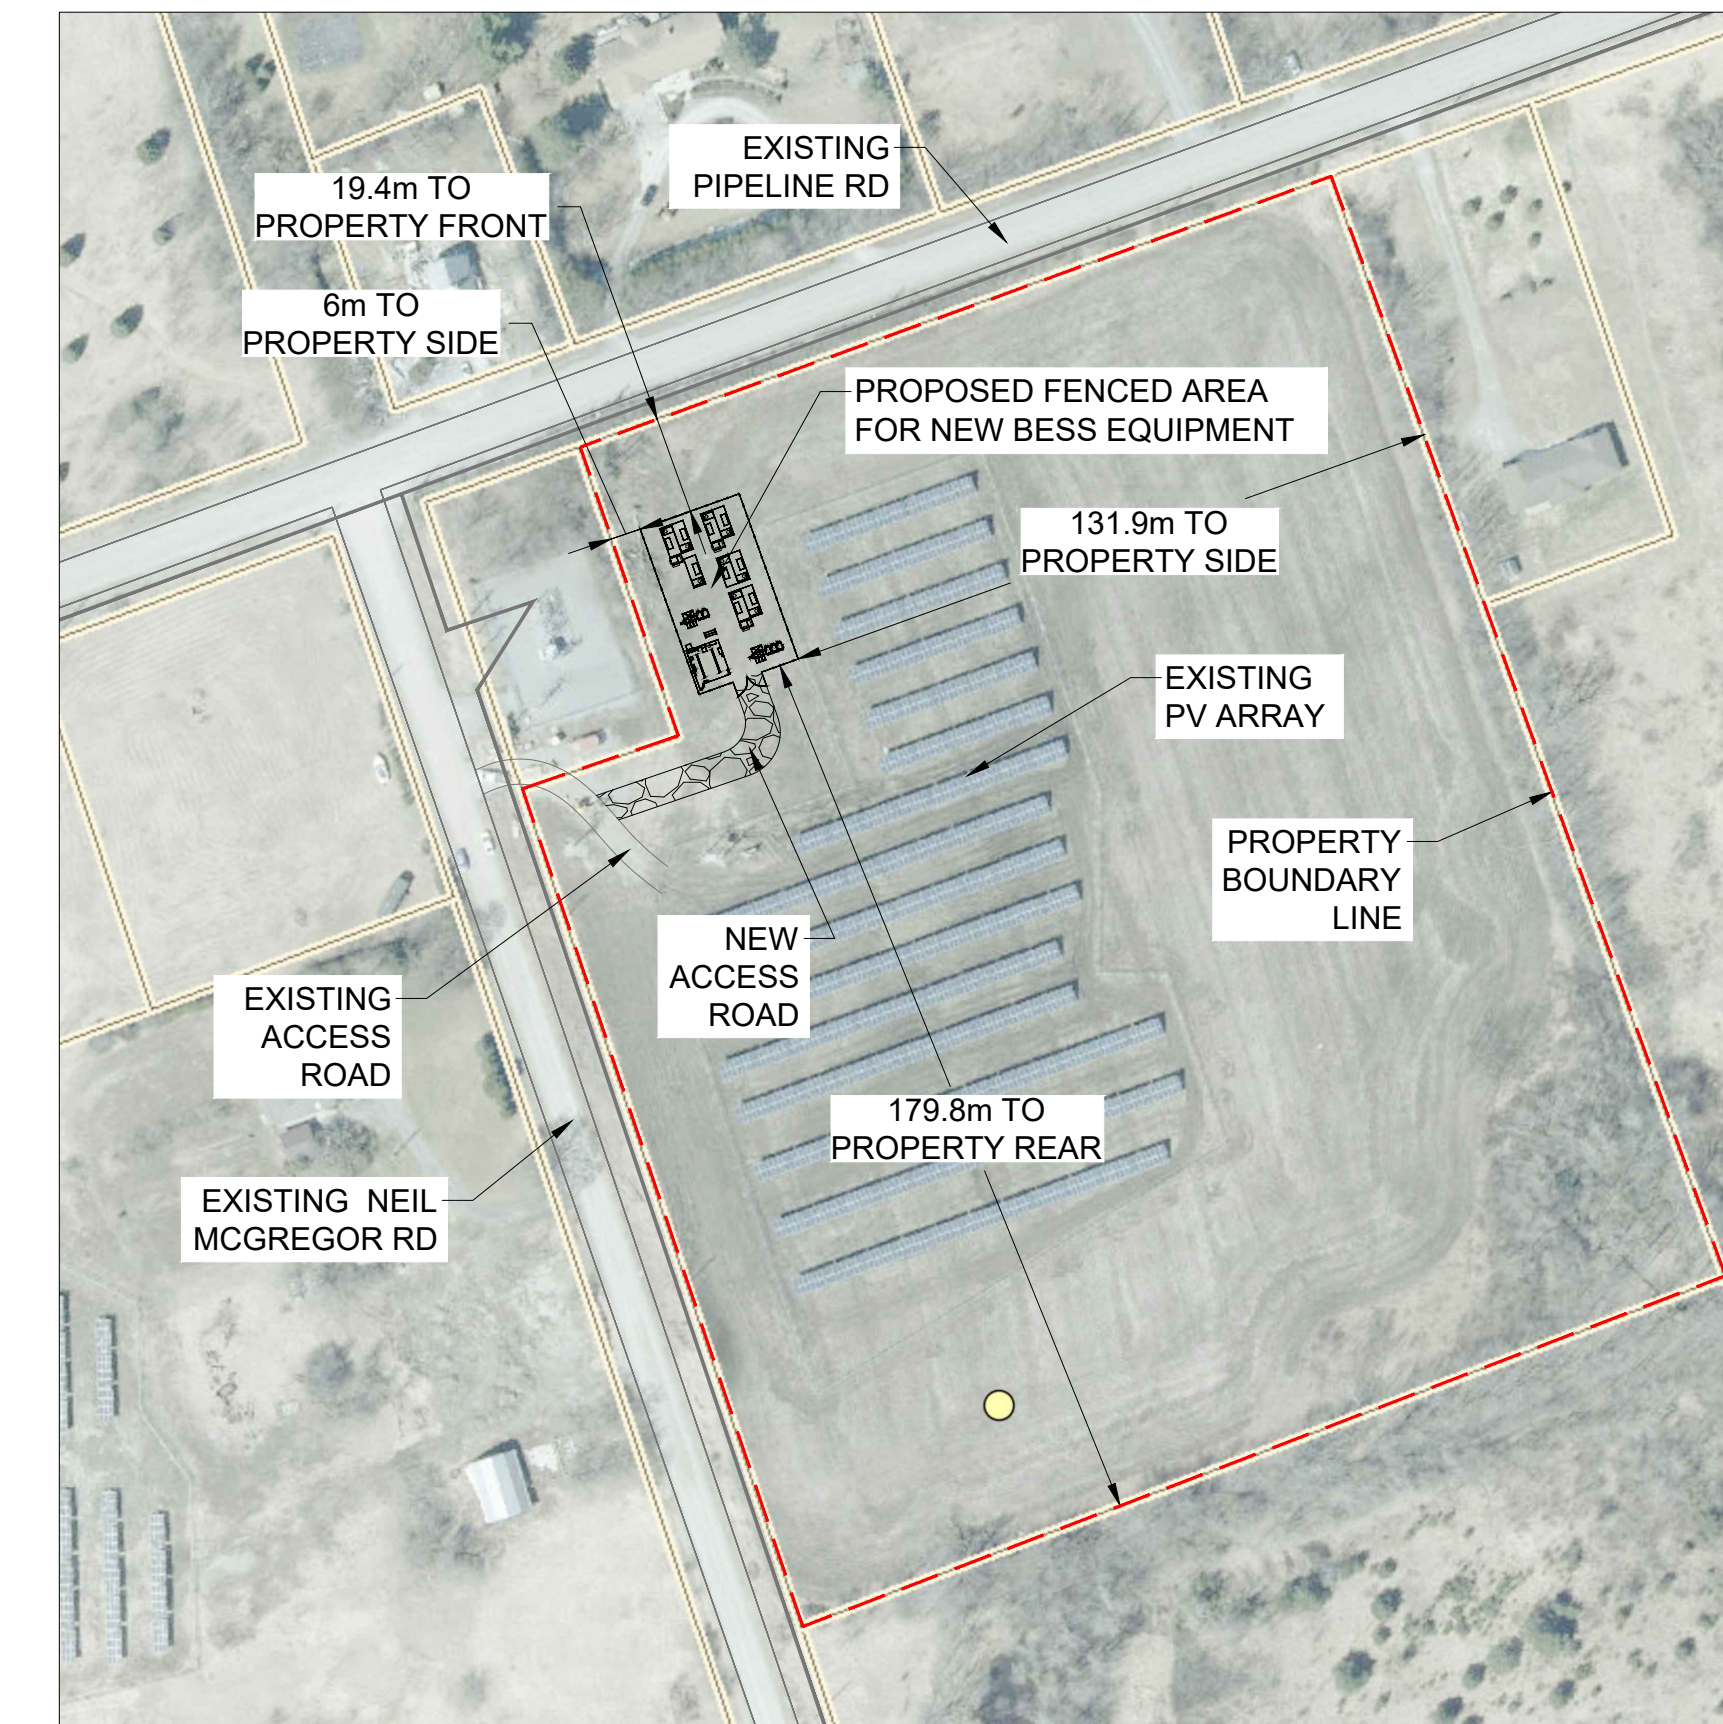 EXISTING
PIPELINE RD
19.4m TO
PROPERTY FRONT
6m TO
PROPERTY SIDE
PROPOSED FENCED AREA
FOR NEW BESS EQUIPMENT
131.9m TO
PROPERTY SIDE
EXISTING
PV ARRAY
PROPERTY
BOUNDARY
LINE
NEW
ACCESS
ROAD
EXISTING
ACCESS
ROAD
179.8m TO
PROPERTY REAR
EXISTING NEIL
MCGREGOR RD